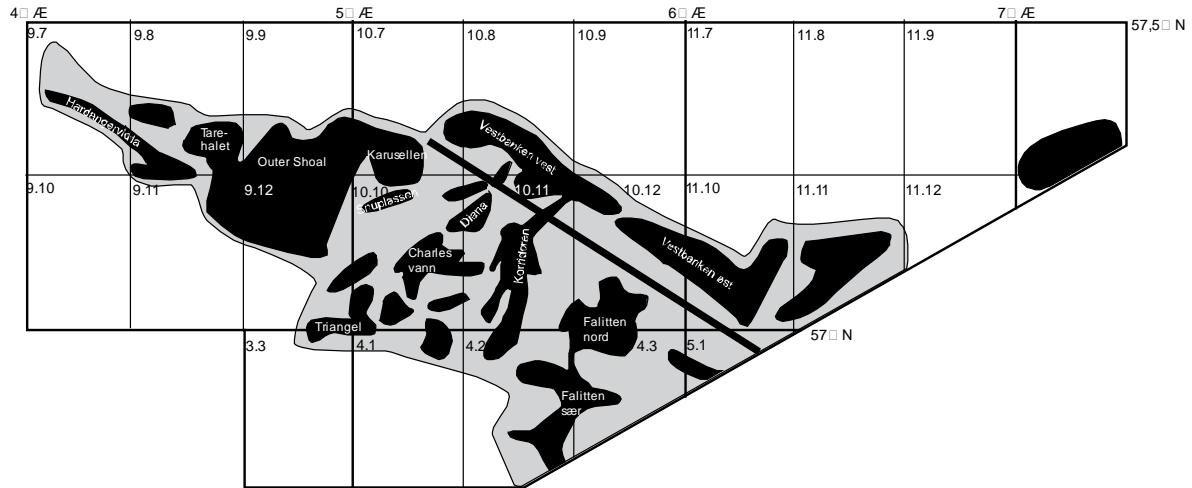 4□ Æ 5□ Æ 6□ Æ 7□ Æ
57,5□ N
9.7 9.8 9.9 10.7 10.8 10.9 11.7 11.8 11.9
Hardangervidda
Tare-
halet
Outer Shoal
Karusellen
Vestbanken vest
9.10 9.11 9.12 10.10 10.11 10.12 11.10 11.11 11.12
Diana
Korridoren
Charles
vann
Vestbanken øst
Triangel
Falitten
nord
57□ N
3.3 4.1 4.2 4.3 5.1
Falitten
sær